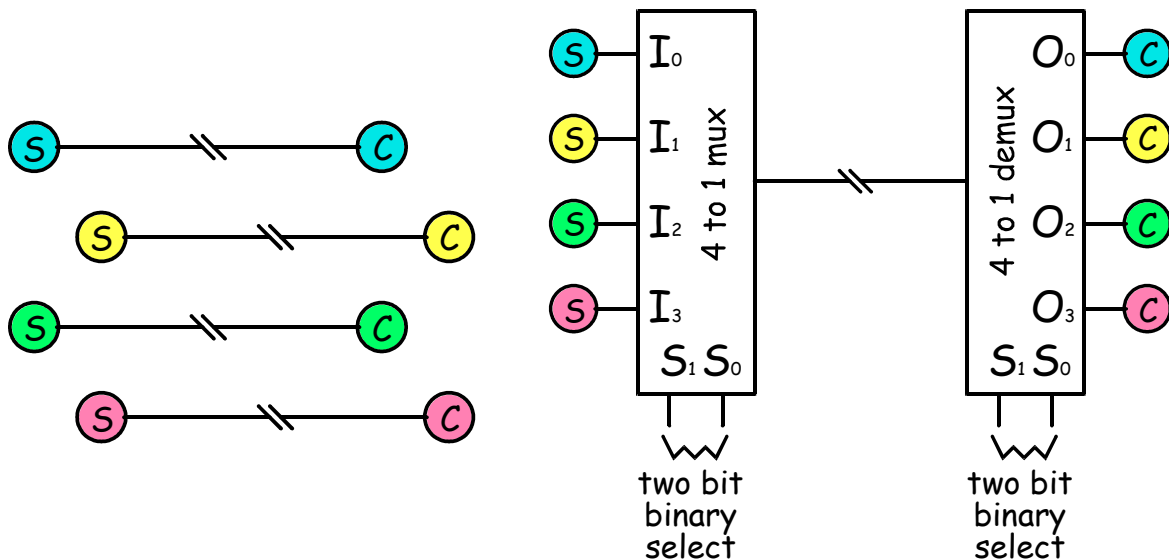 S C
S C
S C
S C
S I0
S I1
S I2
S I3
4 to 1 mux
S1 S0
two bit
binary
select
4 to 1 demux
O0 C
O1 C
O2 C
O3 C
S1 S0
two bit
binary
select